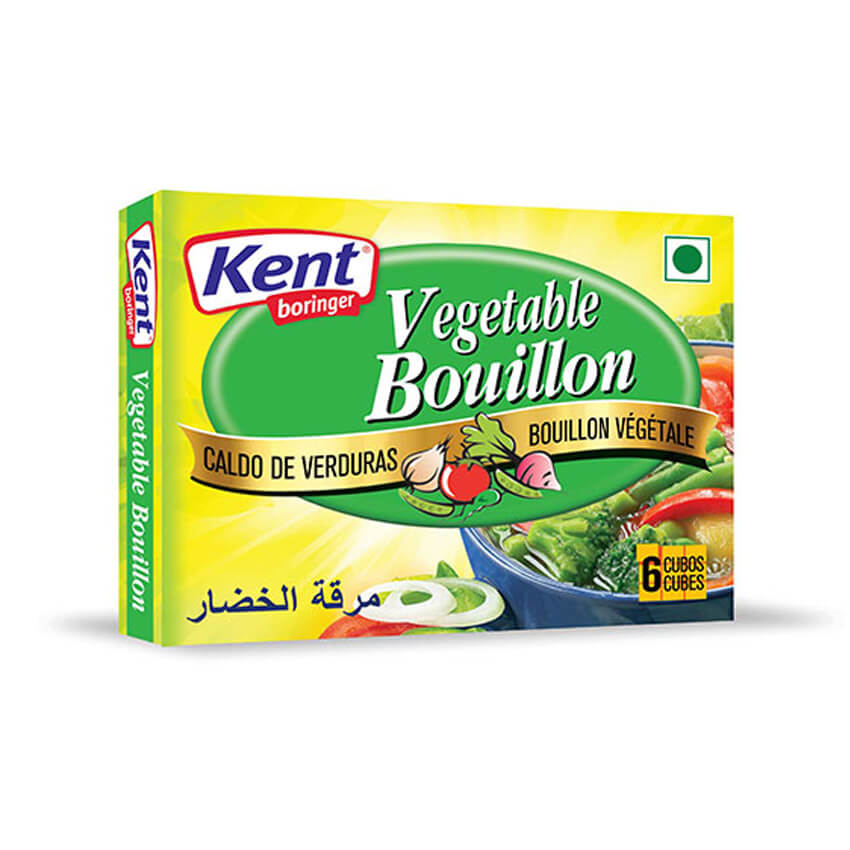 Kent®
boringer
Vegetable
Bouillon
CALDO DE VERDURAS
BOUILLON VÉGÉTALE
مرقة الخضار
6 CUBOS
CUBES
Kent
boringer
Vegetable Bouillon